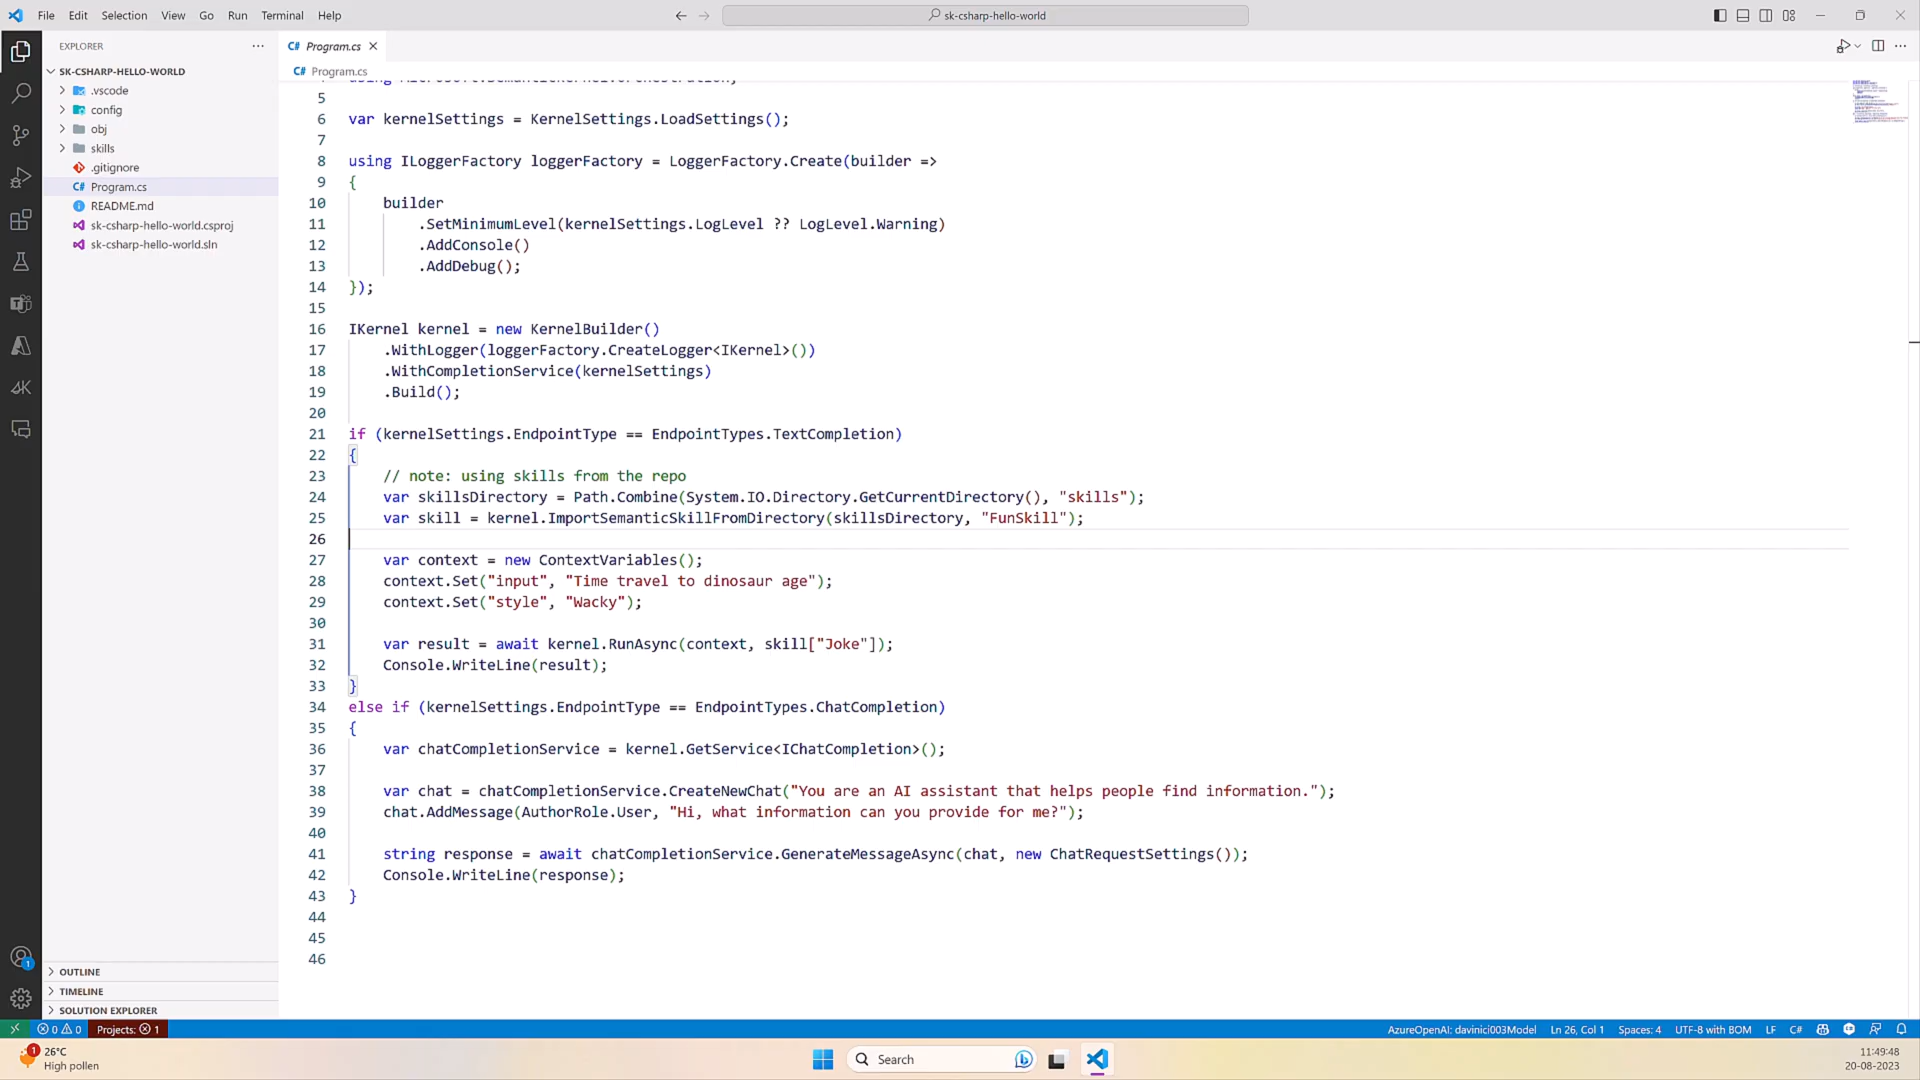 File Edit Selection View Go Run Terminal Help
sk-csharp-hello-world
EXPLORER
SK-CSHARP-HELLO-WORLD
.vscode
config
obj
skills
.gitignore
C# Program.cs
README.md
sk-csharp-hello-world.csproj
sk-csharp-hello-world.sln
OUTLINE
TIMELINE
SOLUTION EXPLORER
C# Program.cs
C# Program.cs
using Microsoft.SemanticKernel.Orchestration;
5
6 var kernelSettings = KernelSettings.LoadSettings();
7
8 using ILoggerFactory loggerFactory = LoggerFactory.Create(builder =>
9 {
10 builder
11 .SetMinimumLevel(kernelSettings.LogLevel ?? LogLevel.Warning)
12 .AddConsole()
13 .AddDebug();
14 });
15
16 IKernel kernel = new KernelBuilder()
17 .WithLogger(loggerFactory.CreateLogger<IKernel>())
18 .WithCompletionService(kernelSettings)
19 .Build();
20
21 if (kernelSettings.EndpointType == EndpointTypes.TextCompletion)
22 {
23 // note: using skills from the repo
24 var skillsDirectory = Path.Combine(System.IO.Directory.GetCurrentDirectory(), "skills");
25 var skill = kernel.ImportSemanticSkillFromDirectory(skillsDirectory, "FunSkill");
26
27 var context = new ContextVariables();
28 context.Set("input", "Time travel to dinosaur age");
29 context.Set("style", "Wacky");
30
31 var result = await kernel.RunAsync(context, skill["Joke"]);
32 Console.WriteLine(result);
33 }
34 else if (kernelSettings.EndpointType == EndpointTypes.ChatCompletion)
35 {
36 var chatCompletionService = kernel.GetService<IChatCompletion>();
37
38 var chat = chatCompletionService.CreateNewChat("You are an AI assistant that helps people find information.");
39 chat.AddMessage(AuthorRole.User, "Hi, what information can you provide for me?");
40
41 string response = await chatCompletionService.GenerateMessageAsync(chat, new ChatRequestSettings());
42 Console.WriteLine(response);
43 }
44
45
46
1
0 0 Projects: 1
AzureOpenAI: davinici003Model Ln 26, Col 1 Spaces: 4 UTF-8 with BOM LF C#
1
26°C
High pollen
Search
11:49:48
20-08-2023